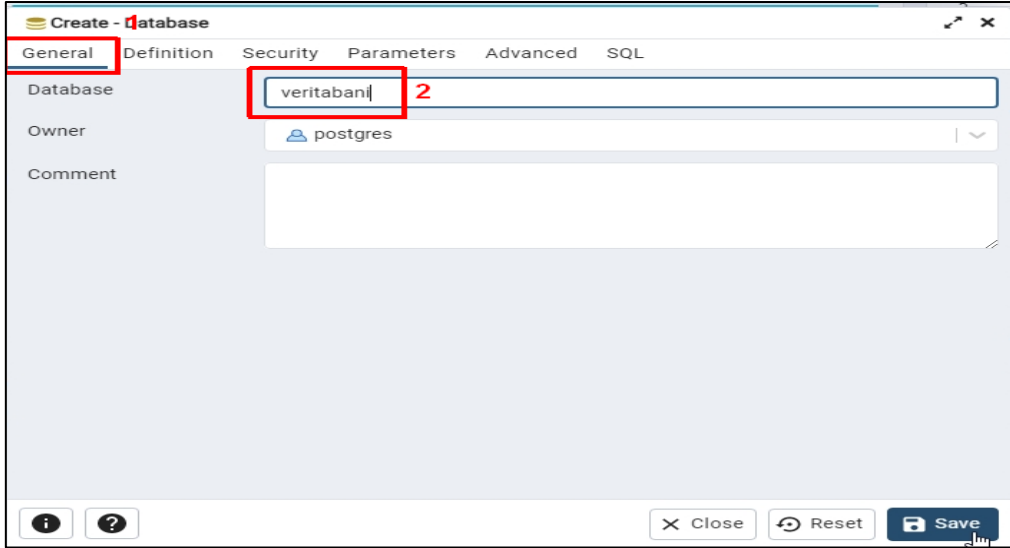 Create - Database 1
General Definition Security Parameters Advanced SQL
Database veritabani 2
Owner postgres
Comment
Close Reset Save